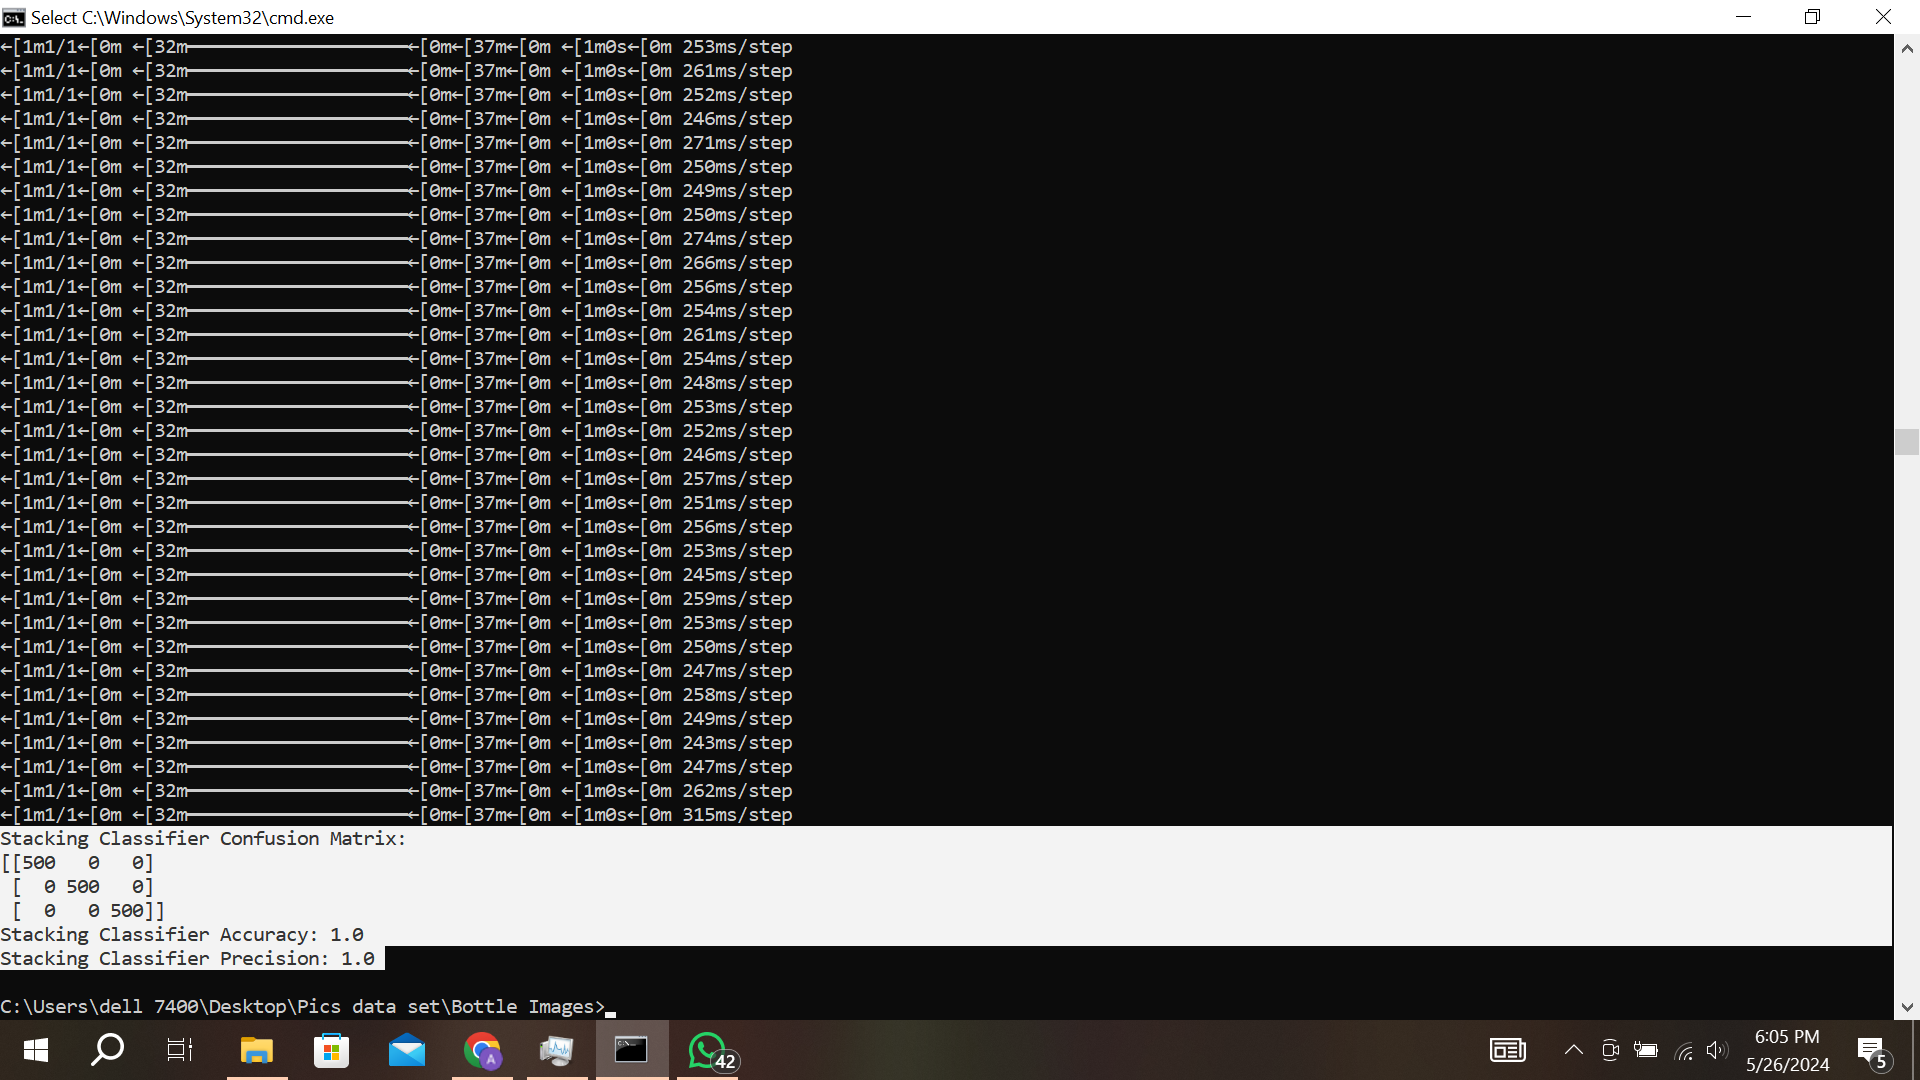 Select C:\Windows\System32\cmd.exe
←[1m1/1←[0m ←[32m━━━━━━━━━━━━━━━━━━━━←[0m←[37m←[0m ←[1m0s←[0m 253ms/step
←[1m1/1←[0m ←[32m━━━━━━━━━━━━━━━━━━━━←[0m←[37m←[0m ←[1m0s←[0m 261ms/step
←[1m1/1←[0m ←[32m━━━━━━━━━━━━━━━━━━━━←[0m←[37m←[0m ←[1m0s←[0m 252ms/step
←[1m1/1←[0m ←[32m━━━━━━━━━━━━━━━━━━━━←[0m←[37m←[0m ←[1m0s←[0m 246ms/step
←[1m1/1←[0m ←[32m━━━━━━━━━━━━━━━━━━━━←[0m←[37m←[0m ←[1m0s←[0m 271ms/step
←[1m1/1←[0m ←[32m━━━━━━━━━━━━━━━━━━━━←[0m←[37m←[0m ←[1m0s←[0m 250ms/step
←[1m1/1←[0m ←[32m━━━━━━━━━━━━━━━━━━━━←[0m←[37m←[0m ←[1m0s←[0m 249ms/step
←[1m1/1←[0m ←[32m━━━━━━━━━━━━━━━━━━━━←[0m←[37m←[0m ←[1m0s←[0m 250ms/step
←[1m1/1←[0m ←[32m━━━━━━━━━━━━━━━━━━━━←[0m←[37m←[0m ←[1m0s←[0m 274ms/step
←[1m1/1←[0m ←[32m━━━━━━━━━━━━━━━━━━━━←[0m←[37m←[0m ←[1m0s←[0m 266ms/step
←[1m1/1←[0m ←[32m━━━━━━━━━━━━━━━━━━━━←[0m←[37m←[0m ←[1m0s←[0m 256ms/step
←[1m1/1←[0m ←[32m━━━━━━━━━━━━━━━━━━━━←[0m←[37m←[0m ←[1m0s←[0m 254ms/step
←[1m1/1←[0m ←[32m━━━━━━━━━━━━━━━━━━━━←[0m←[37m←[0m ←[1m0s←[0m 261ms/step
←[1m1/1←[0m ←[32m━━━━━━━━━━━━━━━━━━━━←[0m←[37m←[0m ←[1m0s←[0m 254ms/step
←[1m1/1←[0m ←[32m━━━━━━━━━━━━━━━━━━━━←[0m←[37m←[0m ←[1m0s←[0m 248ms/step
←[1m1/1←[0m ←[32m━━━━━━━━━━━━━━━━━━━━←[0m←[37m←[0m ←[1m0s←[0m 253ms/step
←[1m1/1←[0m ←[32m━━━━━━━━━━━━━━━━━━━━←[0m←[37m←[0m ←[1m0s←[0m 252ms/step
←[1m1/1←[0m ←[32m━━━━━━━━━━━━━━━━━━━━←[0m←[37m←[0m ←[1m0s←[0m 246ms/step
←[1m1/1←[0m ←[32m━━━━━━━━━━━━━━━━━━━━←[0m←[37m←[0m ←[1m0s←[0m 257ms/step
←[1m1/1←[0m ←[32m━━━━━━━━━━━━━━━━━━━━←[0m←[37m←[0m ←[1m0s←[0m 251ms/step
←[1m1/1←[0m ←[32m━━━━━━━━━━━━━━━━━━━━←[0m←[37m←[0m ←[1m0s←[0m 256ms/step
←[1m1/1←[0m ←[32m━━━━━━━━━━━━━━━━━━━━←[0m←[37m←[0m ←[1m0s←[0m 253ms/step
←[1m1/1←[0m ←[32m━━━━━━━━━━━━━━━━━━━━←[0m←[37m←[0m ←[1m0s←[0m 245ms/step
←[1m1/1←[0m ←[32m━━━━━━━━━━━━━━━━━━━━←[0m←[37m←[0m ←[1m0s←[0m 259ms/step
←[1m1/1←[0m ←[32m━━━━━━━━━━━━━━━━━━━━←[0m←[37m←[0m ←[1m0s←[0m 253ms/step
←[1m1/1←[0m ←[32m━━━━━━━━━━━━━━━━━━━━←[0m←[37m←[0m ←[1m0s←[0m 250ms/step
←[1m1/1←[0m ←[32m━━━━━━━━━━━━━━━━━━━━←[0m←[37m←[0m ←[1m0s←[0m 247ms/step
←[1m1/1←[0m ←[32m━━━━━━━━━━━━━━━━━━━━←[0m←[37m←[0m ←[1m0s←[0m 258ms/step
←[1m1/1←[0m ←[32m━━━━━━━━━━━━━━━━━━━━←[0m←[37m←[0m ←[1m0s←[0m 249ms/step
←[1m1/1←[0m ←[32m━━━━━━━━━━━━━━━━━━━━←[0m←[37m←[0m ←[1m0s←[0m 243ms/step
←[1m1/1←[0m ←[32m━━━━━━━━━━━━━━━━━━━━←[0m←[37m←[0m ←[1m0s←[0m 247ms/step
←[1m1/1←[0m ←[32m━━━━━━━━━━━━━━━━━━━━←[0m←[37m←[0m ←[1m0s←[0m 262ms/step
←[1m1/1←[0m ←[32m━━━━━━━━━━━━━━━━━━━━←[0m←[37m←[0m ←[1m0s←[0m 315ms/step
Stacking Classifier Confusion Matrix:
[[500   0   0]
 [  0 500   0]
 [  0   0 500]]
Stacking Classifier Accuracy: 1.0
Stacking Classifier Precision: 1.0
C:\Users\dell 7400\Desktop\Pics data set\Bottle Images>
A
42
6:05 PM
5/26/2024
5